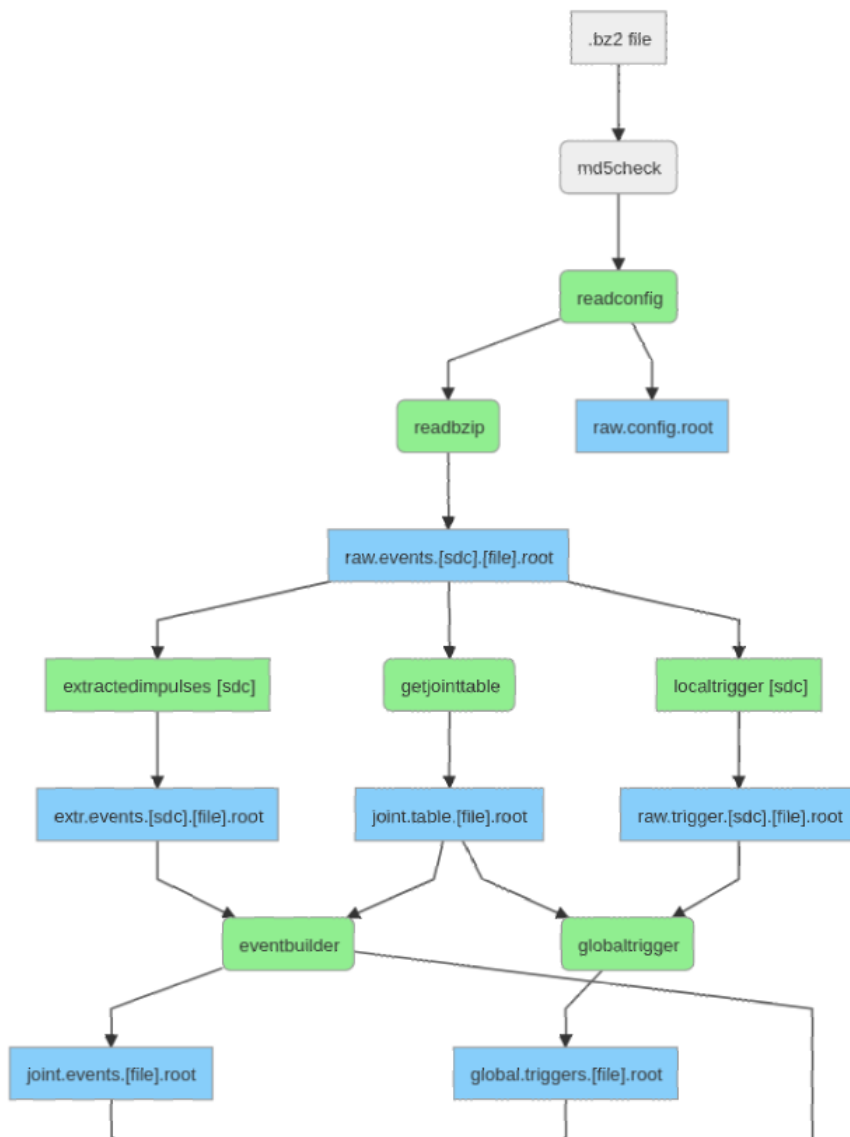 .bz2 file
md5check
readconfig
readbzip
raw.config.root
raw.events.[sdc].[file].root
extractedimpulses [sdc]
getjointtable
localtrigger [sdc]
extr.events.[sdc].[file].root
joint.table.[file].root
raw.trigger.[sdc].[file].root
eventbuilder
globaltrigger
joint.events.[file].root
global.triggers.[file].root